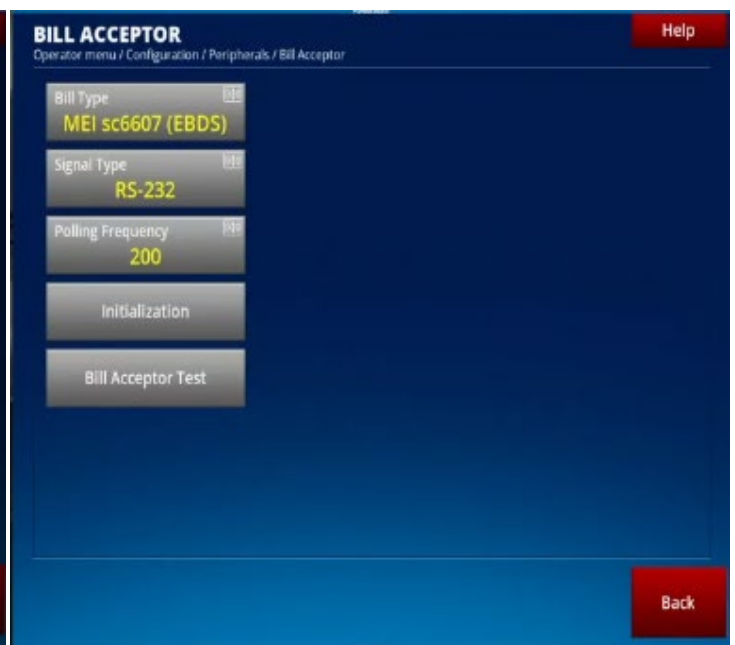 BILL ACCEPTOR
Help
Operator menu / Configuration / Peripherals / Bill Acceptor
Bill Type
MEI sc6607 (EBDS)
Signal Type
RS-232
Polling Frequency
200
Initialization
Bill Acceptor Test
Back